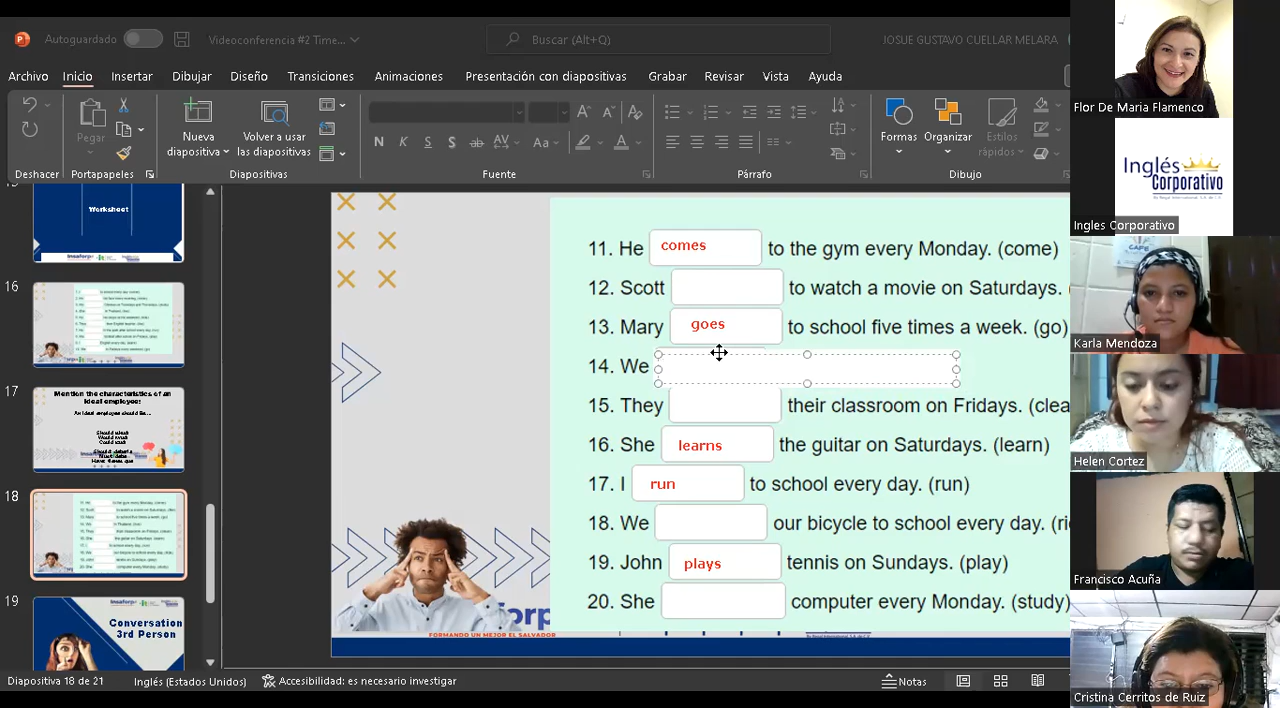 Autoguardado
Videoconferencia #2 Time...
Buscar (Alt+Q)
JOSUE GUSTAVO CUELLAR MELARA
Archivo Inicio Insertar Dibujar Diseño Transiciones Animaciones Presentación con diapositivas Grabar Revisar Vista Ayuda
Pegar
Nueva diapositiva
Volver a usar las diapositivas
N K S S ab AV Aa A
Formas
Organizar
Estilos rápidos
Deshacer Portapapeles Diapositivas Fuente Párrafo Dibujo
Worksheet
16
17
Mention the characteristics of an ideal employee:
18
19
Conversation
3rd Person
11. He comes to the gym every Monday. (come)
12. Scott to watch a movie on Saturdays. (
13. Mary goes to school five times a week. (go)
14. We
15. They their classroom on Fridays. (clea
16. She learns the guitar on Saturdays. (learn)
17. I run to school every day. (run)
18. We our bicycle to school every day. (ri
19. John plays tennis on Sundays. (play)
20. She computer every Monday. (study)
FORMANDO UN MEJOR EL SALVADOR
Diapositiva 18 de 21
Inglés (Estados Unidos)
Accesibilidad: es necesario investigar
Notas
Flor De Maria Flamenco
Inglés
Corporativo
Ingles Corporativo
Karla Mendoza
Helen Cortez
Francisco Acuña
Cristina Cerritos de Ruiz